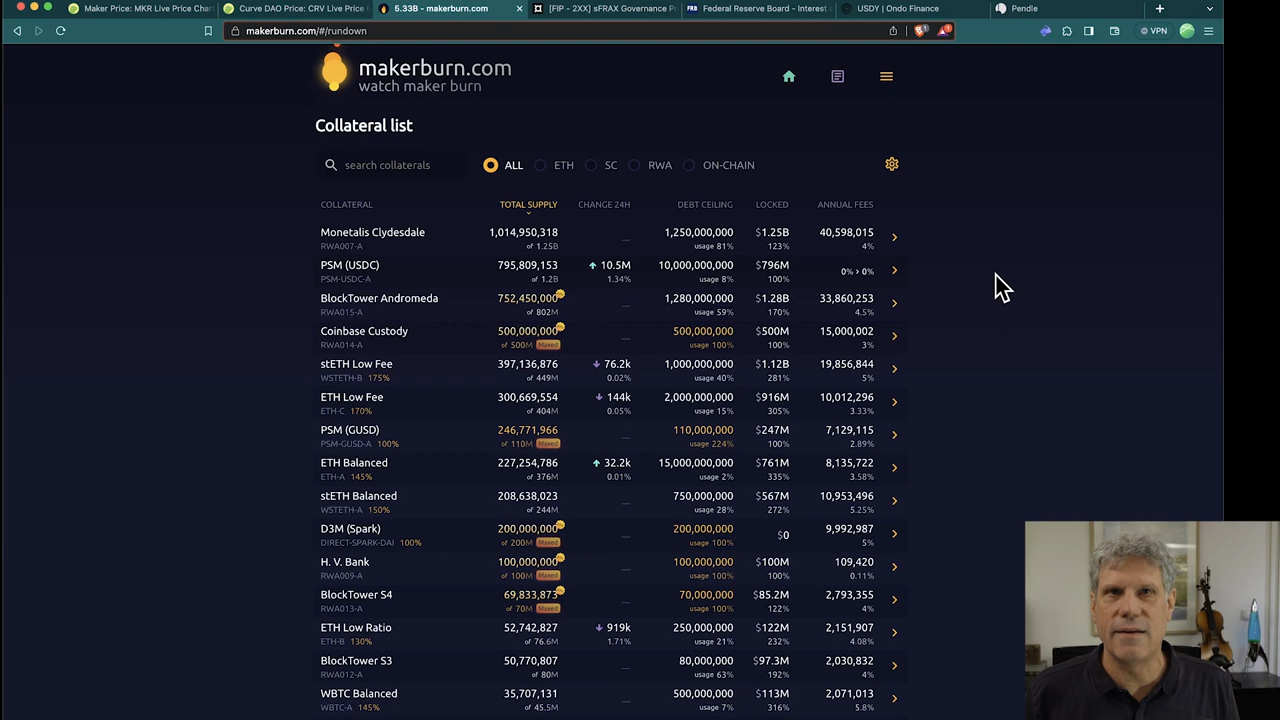 Maker Price: MKR Live Price Chart
Curve DAO Price: CRV Live Price C
5.33B - makerburn.com
[FIP - 2XX] sFRAX Governance Pr
FRB
Federal Reserve Board - Interest
USDY | Ondo Finance
Pendle
makerburn.com/#/rundown
VPN
makerburn.com
watch maker burn
Collateral list
search collaterals
ALL
ETH
SC
RWA
ON-CHAIN
COLLATERAL TOTAL SUPPLY CHANGE 24H DEBT CEILING LOCKED ANNUAL FEES
Monetalis Clydesdale 1,014,950,318 1,250,000,000 $1.25B 40,598,015
RWA007-A of 1.25B usage 81% 123% 4%
PSM (USDC) 795,809,153 10.5M 10,000,000,000 $796M 0% > 0%
PSM-USDC-A of 1.2B 1.34% usage 8% 100%
BlockTower Andromeda 752,450,000 1,280,000,000 $1.28B 33,860,253
RWA015-A of 802M usage 59% 170% 4.5%
Coinbase Custody 500,000,000 500,000,000 $500M 15,000,002
RWA014-A of 500M Maxed usage 100% 100% 3%
stETH Low Fee 397,136,876 76.2k 1,000,000,000 $1.12B 19,856,844
WSTETH-B 175% of 449M 0.02% usage 40% 281% 5%
ETH Low Fee 300,669,554 144k 2,000,000,000 $916M 10,012,296
ETH-C 170% of 404M 0.05% usage 15% 305% 3.33%
PSM (GUSD) 246,771,966 110,000,000 $247M 7,129,115
PSM-GUSD-A 100% of 110M Maxed usage 224% 100% 2.89%
ETH Balanced 227,254,786 32.2k 15,000,000,000 $761M 8,135,722
ETH-A 145% of 376M 0.01% usage 2% 335% 3.58%
stETH Balanced 208,638,023 750,000,000 $567M 10,953,496
WSTETH-A 150% of 244M usage 28% 272% 5.25%
D3M (Spark) 200,000,000 200,000,000 $0 9,992,987
DIRECT-SPARK-DAI 100% of 200M Maxed usage 100% 5%
H. V. Bank 100,000,000 100,000,000 $100M 109,420
RWA009-A of 100M Maxed usage 100% 100% 0.11%
BlockTower S4 69,833,873 70,000,000 $85.2M 2,793,355
RWA013-A of 70M Maxed usage 100% 122% 4%
ETH Low Ratio 52,742,827 919k 250,000,000 $122M 2,151,907
ETH-B 130% of 76.6M 1.71% usage 21% 232% 4.08%
BlockTower S3 50,770,807 80,000,000 $97.3M 2,030,832
RWA012-A of 80M usage 63% 192% 4%
WBTC Balanced 35,707,131 500,000,000 $113M 2,071,013
WBTC-A 145% of 45.5M usage 7% 316% 5.8%